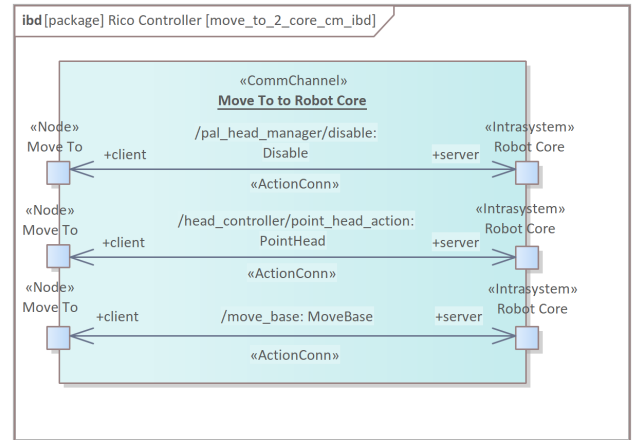 ibd [package] Rico Controller [move_to_2_core_cm_ibd]
«CommChannel»
Move To to Robot Core
«Node»
Move To
+client
/pal_head_manager/disable:
Disable
«ActionConn»
+server
«Intrasystem»
Robot Core
«Node»
Move To
+client
/head_controller/point_head_action:
PointHead
«ActionConn»
+server
«Intrasystem»
Robot Core
«Node»
Move To
+client
/move_base: MoveBase
«ActionConn»
+server
«Intrasystem»
Robot Core